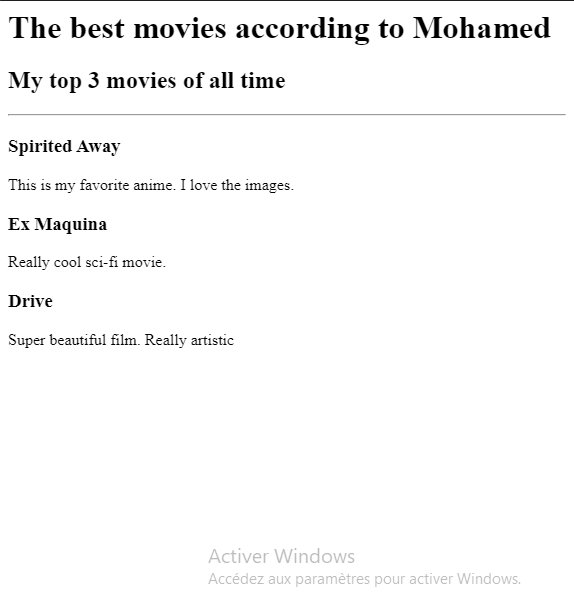 The best movies according to Mohamed
My top 3 movies of all time
Spirited Away
This is my favorite anime. I love the images.
Ex Maquina
Really cool sci-fi movie.
Drive
Super beautiful film. Really artistic
Activer Windows
Accédez aux paramètres pour activer Windows.